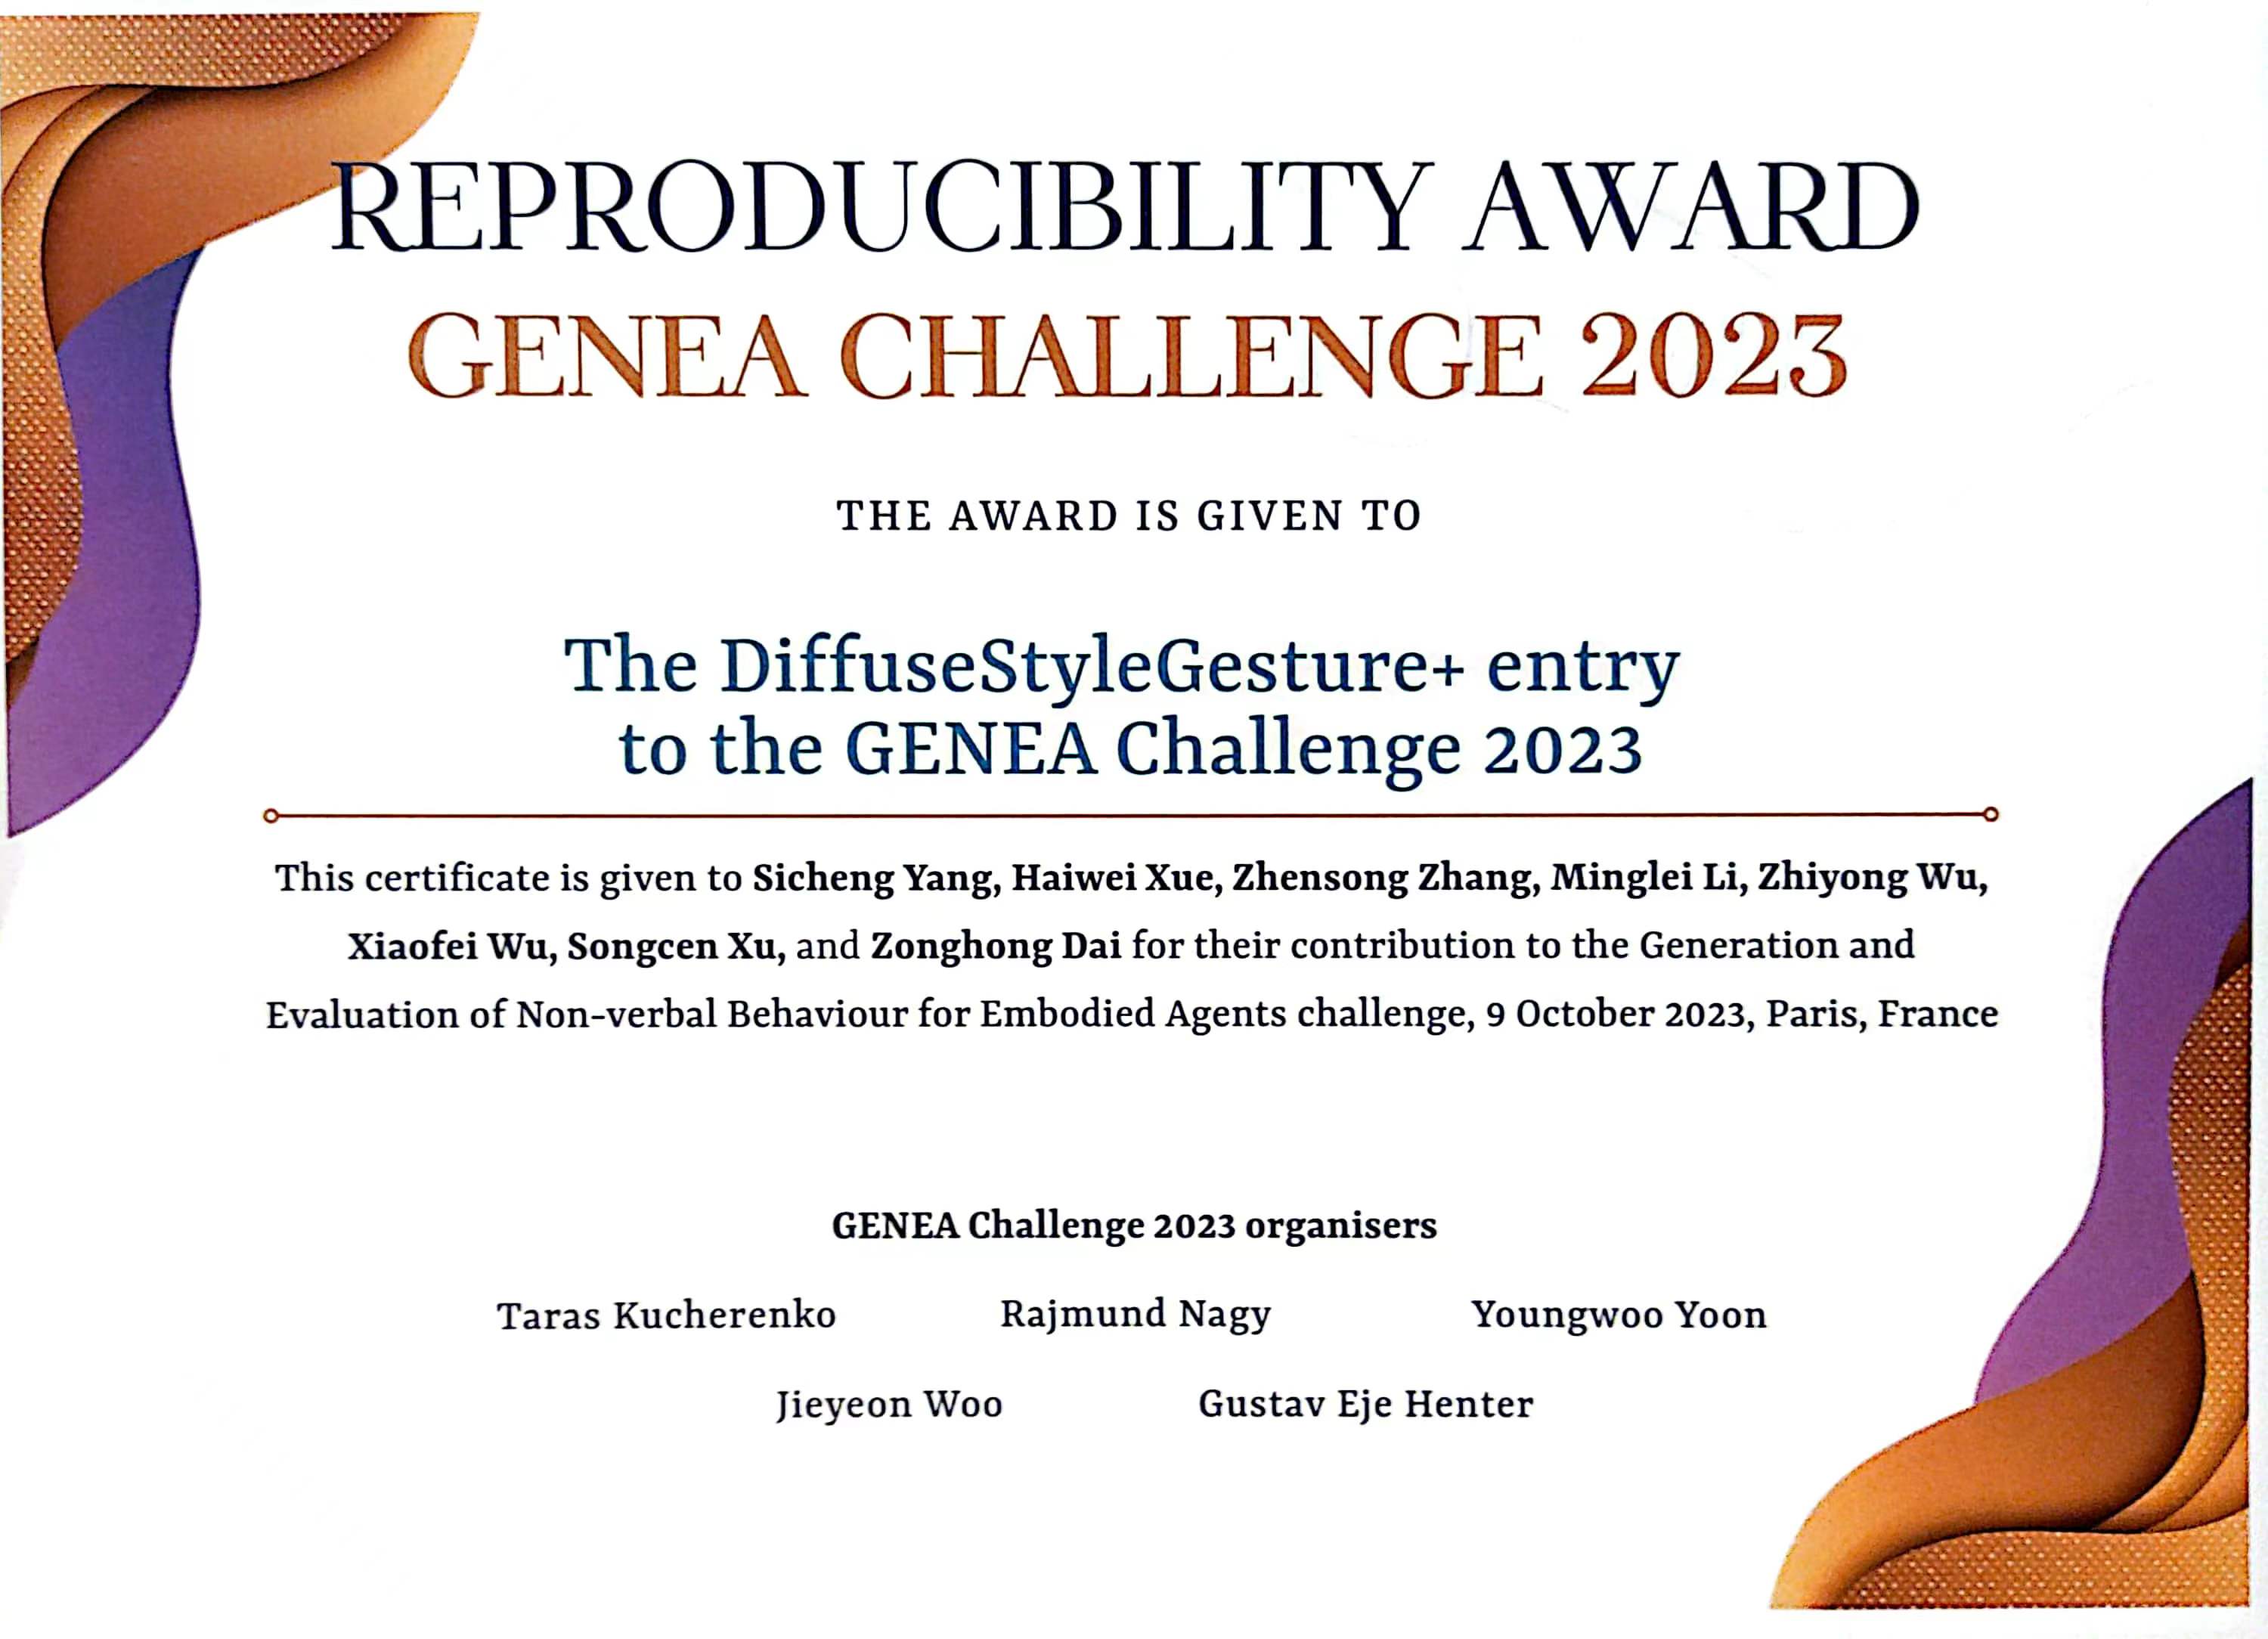 REPRODUCIBILITY AWARD
GENEA CHALLENGE 2023
THE AWARD IS GIVEN TO
The DiffuseStyleGesture+ entry
to the GENEA Challenge 2023
This certificate is given to Sicheng Yang, Haiwei Xue, Zhensong Zhang, Minglei Li, Zhiyong Wu,
Xiaofei Wu, Songcen Xu, and Zonghong Dai for their contribution to the Generation and
Evaluation of Non-verbal Behaviour for Embodied Agents challenge, 9 October 2023, Paris, France
GENEA Challenge 2023 organisers
Taras Kucherenko Rajmund Nagy Youngwoo Yoon
Jieyeon Woo Gustav Eje Henter